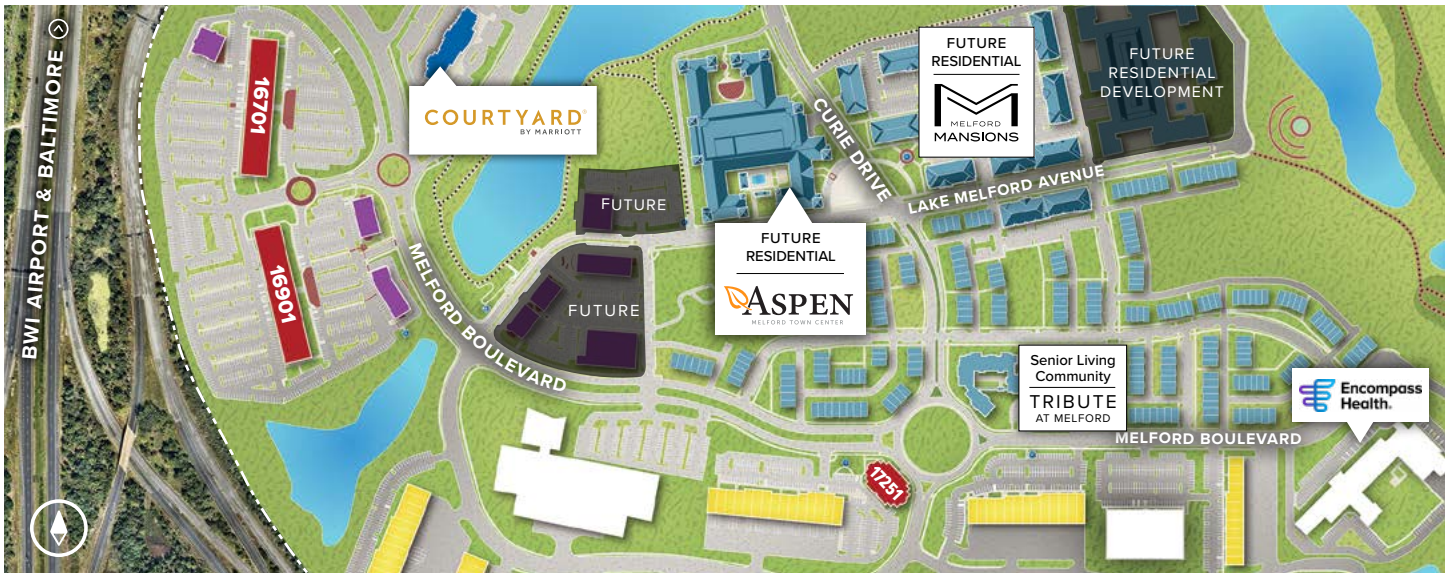 BWI AIRPORT & BALTIMORE
16701
16901
COURTYARD®
BY MARRIOTT
MELFORD BOULEVARD
FUTURE
FUTURE
FUTURE
RESIDENTIAL
ASPEN
MELFORD TOWN CENTER
CURIE DRIVE
FUTURE
RESIDENTIAL
M
MELFORD
MANSIONS
FUTURE
RESIDENTIAL
DEVELOPMENT
LAKE MELFORD AVENUE
Senior Living
Community
TRIBUTE
AT MELFORD
Encompass
Health.
MELFORD BOULEVARD
17251